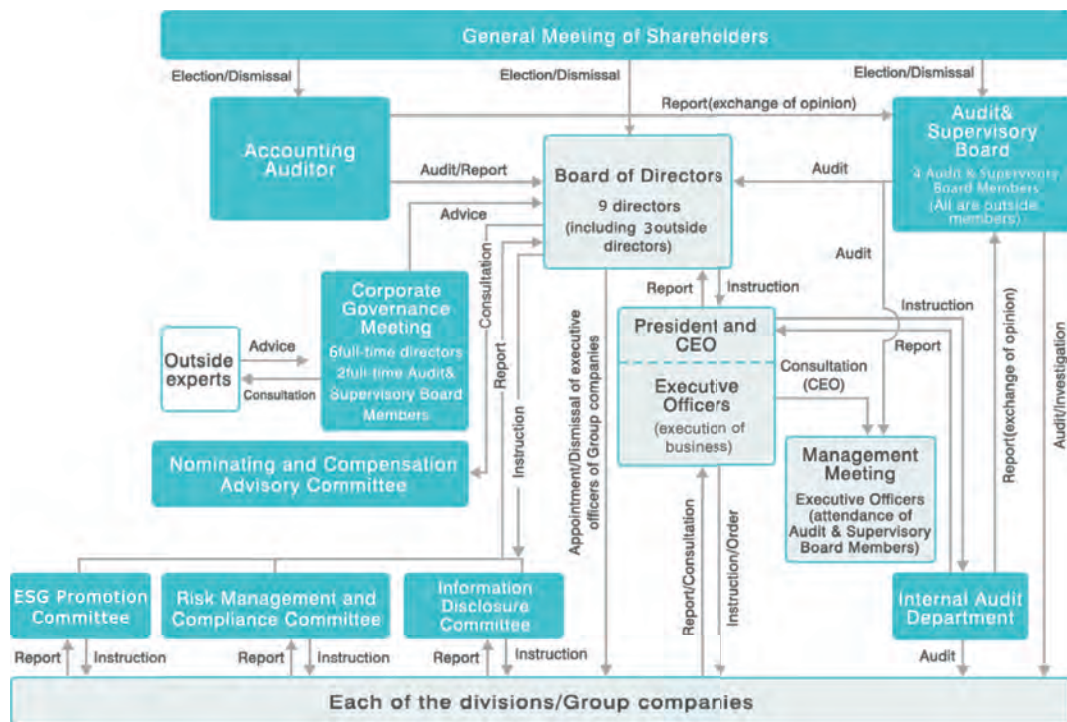 General Meeting of Shareholders
Election/Dismissal
Election/Dismissal
Election/Dismissal
Accounting
Auditor
Report(exchange of opinion)
Audit&
Supervisory
Board
4 Audit & Supervisory
Board Members
(All are outside
members)
Audit/Report
Board of Directors
9 directors
(including 3outside
directors)
Audit
Advice
Audit
Consultation
Report
Instruction
Corporate
Governance
Meeting
6full-time directors
2full-time Audit&
Supervisory Board
Members
Outside
experts
Advice
Consultation
Report
Instruction
Nominating and Compensation
Advisory Committee
Appointment/Dismissal of executive
officers of Group companies
President and
CEO
Executive
Officers
(execution of
business)
Instruction
Report
Consultation
(CEO)
Management
Meeting
Executive Officers
(attendance of
Audit & Supervisory
Board Members)
Report(exchange of opinion)
Audit/Investigation
Report/Consultation
Instruction/Order
ESG Promotion
Committee
Risk Management and
Compliance Committee
Information
Disclosure
Committee
Internal Audit
Department
Report
Instruction
Report
Instruction
Report
Instruction
Audit
Each of the divisions/Group companies